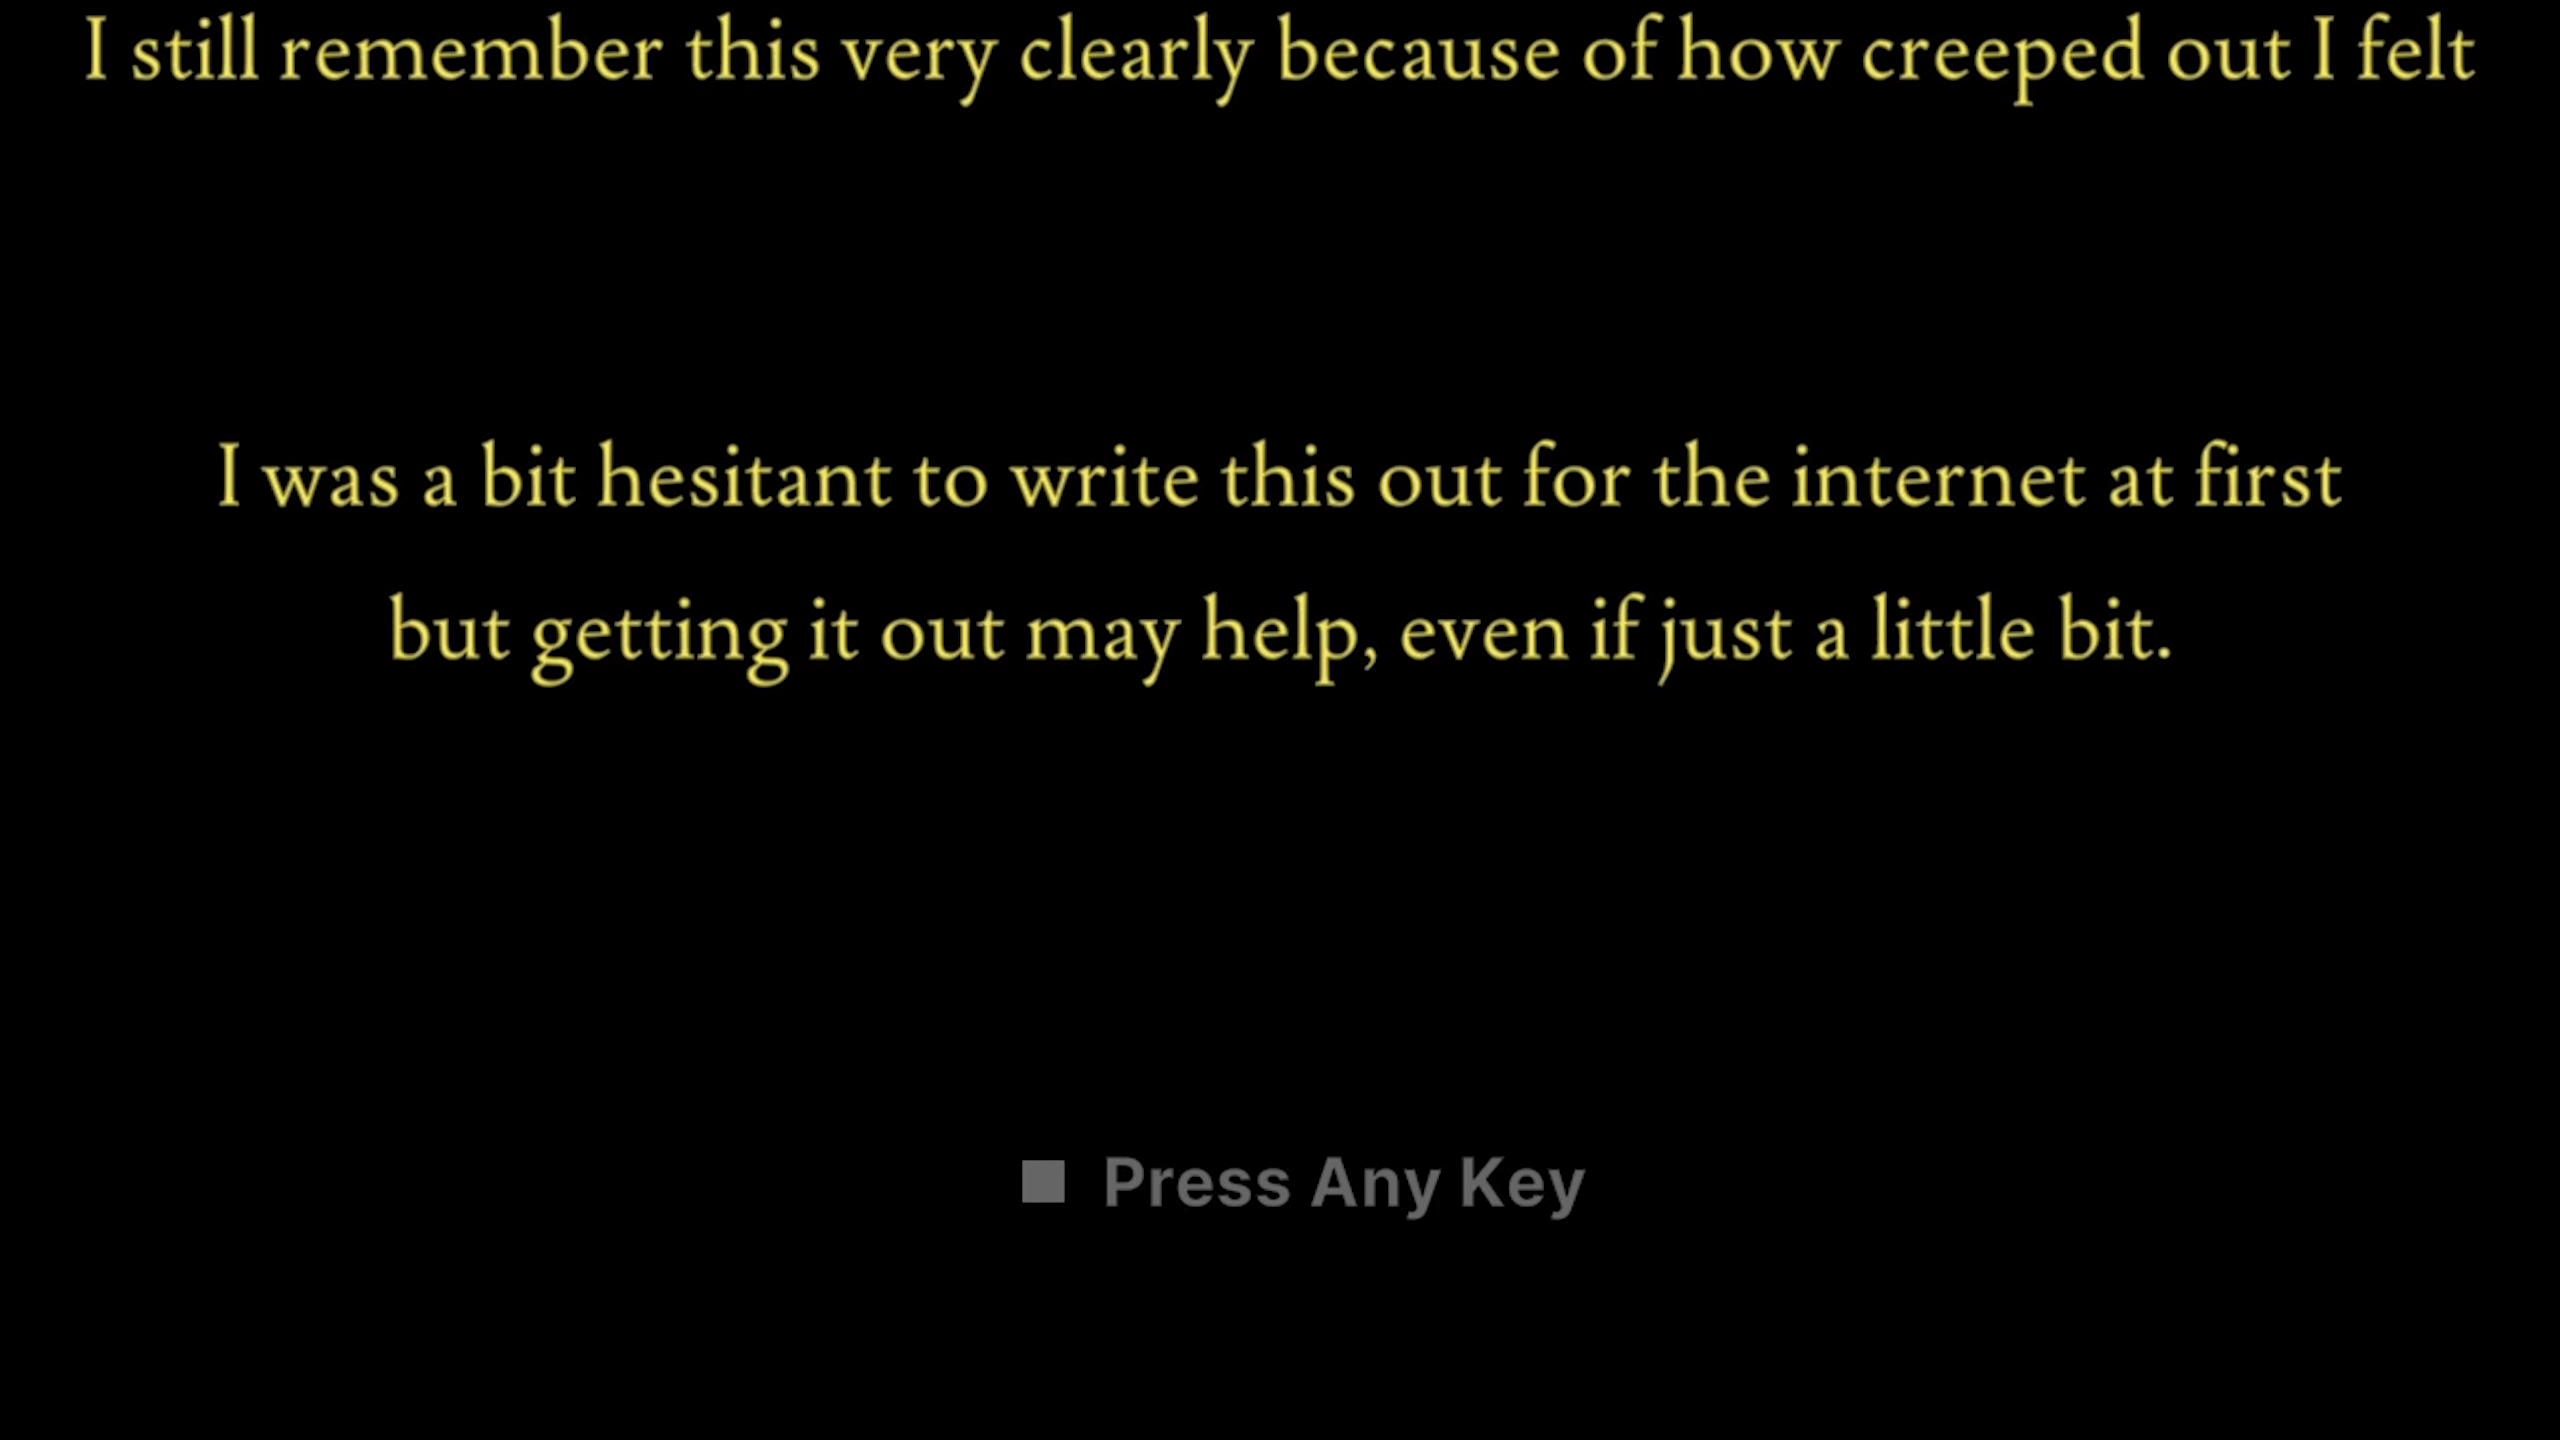 I still remember this very clearly because of how creeped out I felt
I was a bit hesitant to write this out for the internet at first
but getting it out may help, even if just a little bit.
Press Any Key